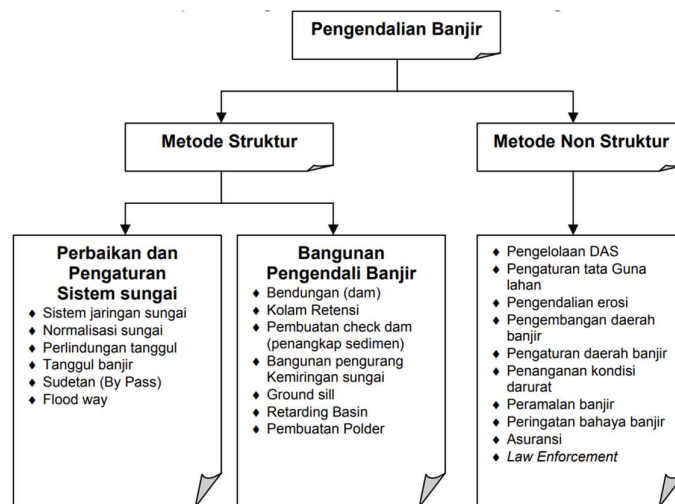 Pengendalian Banjir
Metode Struktur
Metode Non Struktur
Perbaikan dan
Pengaturan
Sistem sungai
♦ Sistem jaringan sungai
♦ Normalisasi sungai
♦ Perlindungan tanggul
♦ Tanggul banjir
♦ Sudetan (By Pass)
♦ Flood way
Bangunan
Pengendali Banjir
♦ Bendungan (dam)
♦ Kolam Retensi
♦ Pembuatan check dam
(penangkap sedimen)
♦ Bangunan pengurang
Kemiringan sungai
♦ Ground sill
♦ Retarding Basin
♦ Pembuatan Polder
♦ Pengelolaan DAS
♦ Pengaturan tata Guna
lahan
♦ Pengendalian erosi
♦ Pengembangan daerah
banjir
♦ Pengaturan daerah banjir
♦ Penanganan kondisi
darurat
♦ Peramalan banjir
♦ Peringatan bahaya banjir
♦ Asuransi
♦ Law Enforcement